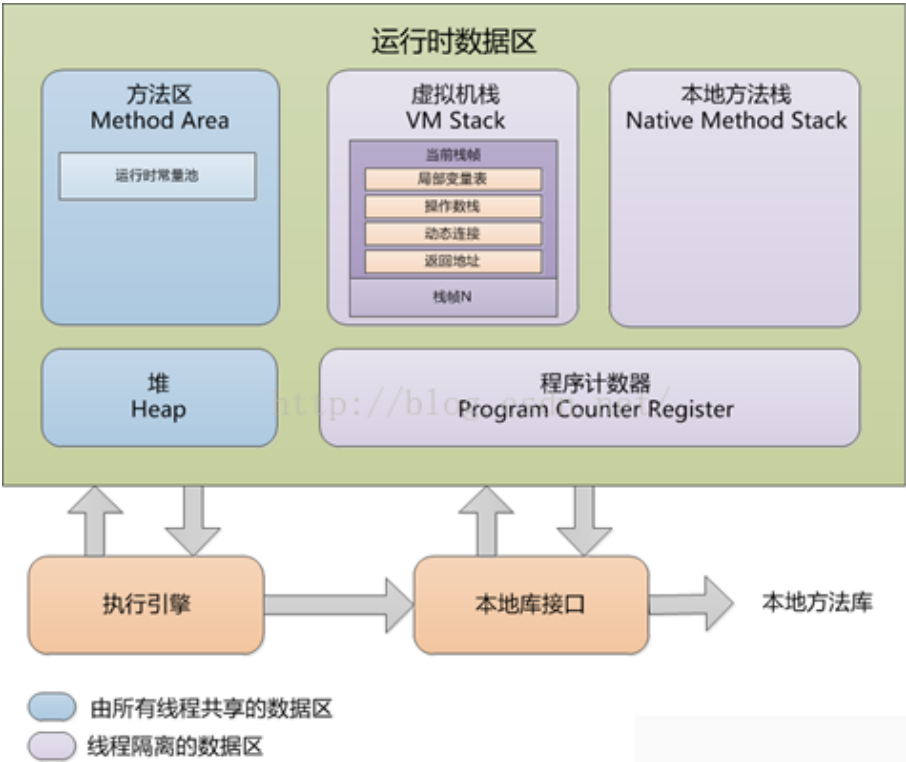 运行时数据区
方法区
Method Area
运行时常量池
虚拟机栈
VM Stack
当前栈帧
局部变量表
操作数栈
动态连接
返回地址
栈帧N
本地方法栈
Native Method Stack
堆
Heap
程序计数器
Program Counter Register
http://blog.csdn.net/
执行引擎
本地库接口
本地方法库
由所有线程共享的数据区
线程隔离的数据区